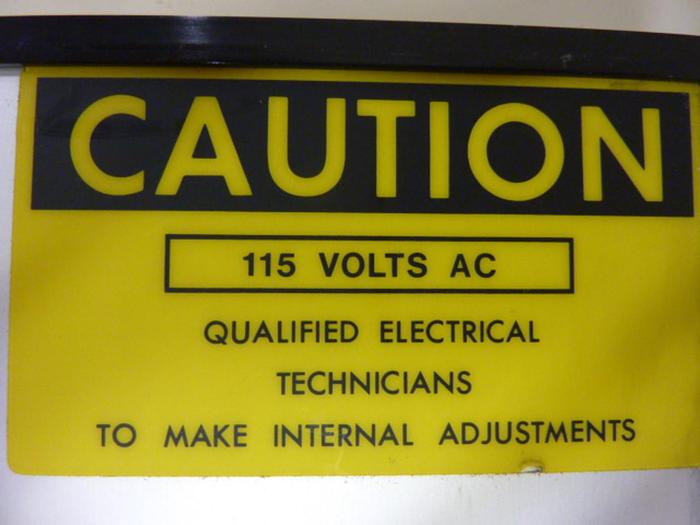 CAUTION
115 VOLTS AC
QUALIFIED ELECTRICAL
TECHNICIANS
TO MAKE INTERNAL ADJUSTMENTS